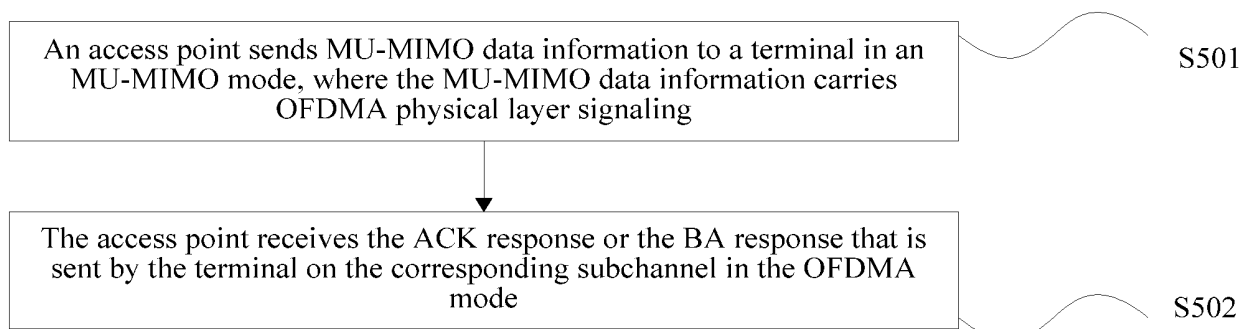 An access point sends MU-MIMO data information to a terminal in an
MU-MIMO mode, where the MU-MIMO data information carries
OFDMA physical layer signaling
S501
The access point receives the ACK response or the BA response that is
sent by the terminal on the corresponding subchannel in the OFDMA
mode
S502